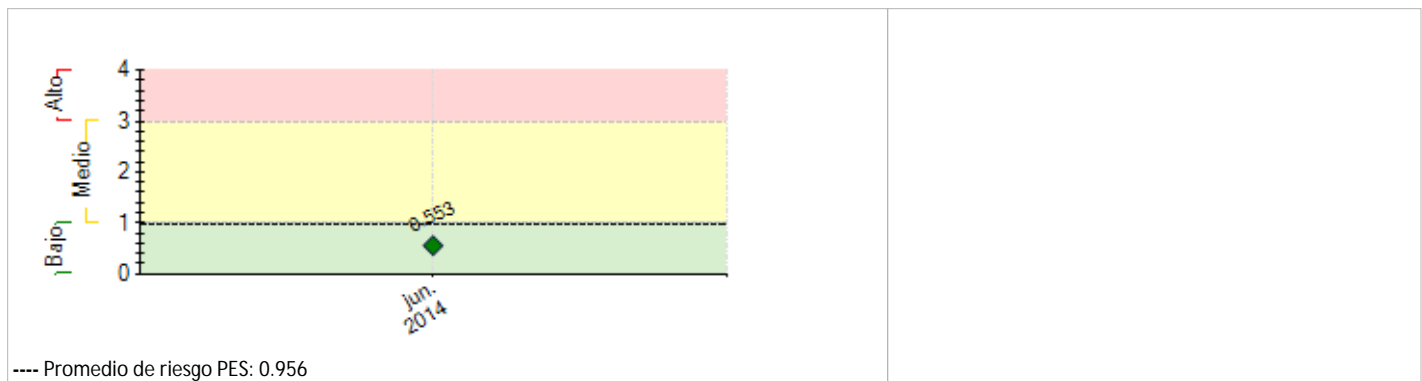 Alto
Medio
Bajo
4
3
2
1
0
0.553
jun.
2014
---- Promedio de riesgo PES: 0.956